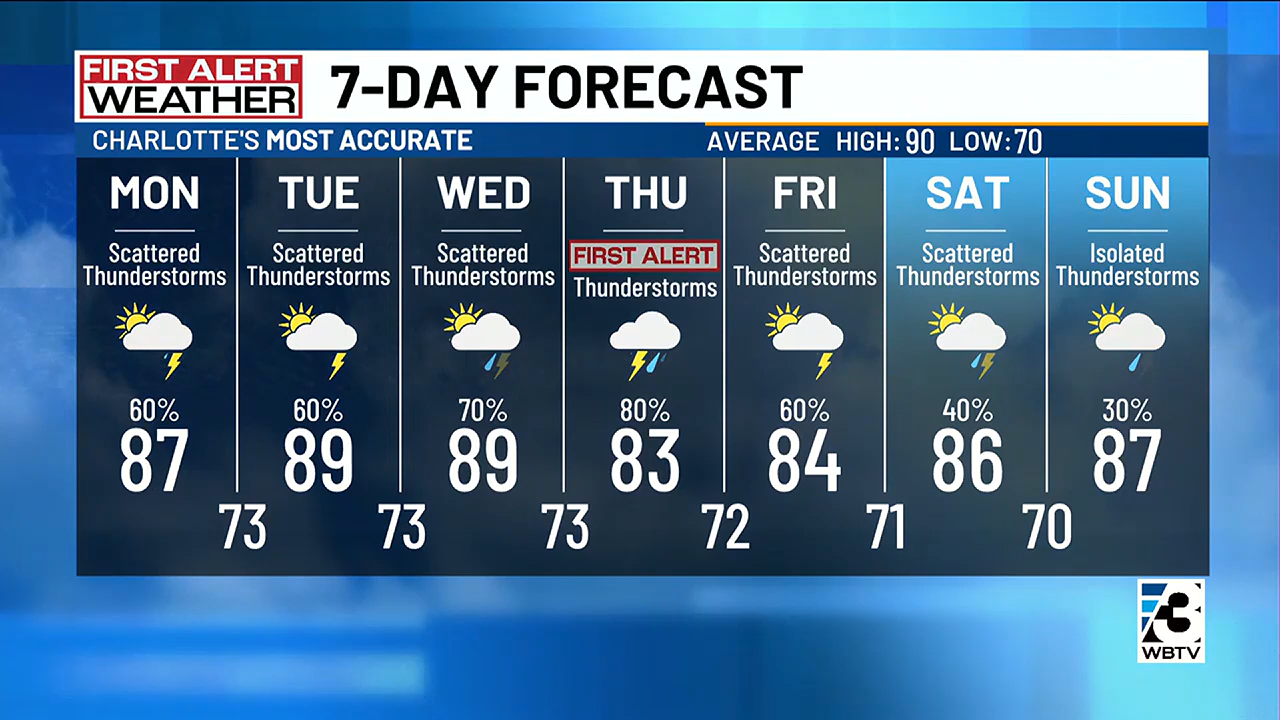 FIRST ALERT
WEATHER
7-DAY FORECAST
CHARLOTTE'S MOST ACCURATE
AVERAGE HIGH: 90 LOW: 70
MON
Scattered
Thunderstorms
60%
87
TUE
Scattered
Thunderstorms
60%
89
WED
Scattered
Thunderstorms
70%
89
THU
FIRST ALERT
Thunderstorms
80%
83
FRI
Scattered
Thunderstorms
60%
84
SAT
Scattered
Thunderstorms
40%
86
SUN
Isolated
Thunderstorms
30%
87
73 73 73 72 71 70
3
WBTV